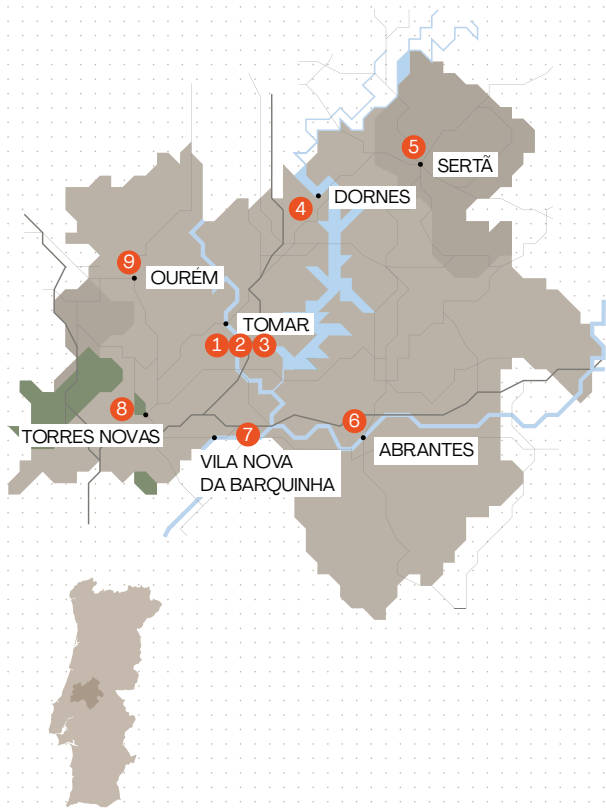 5
SERTÃ
DORNES
4
9
OURÉM
TOMAR
1 2 3
8
TORRES NOVAS
7
6
ABRANTES
VILA NOVA
DA BARQUINHA